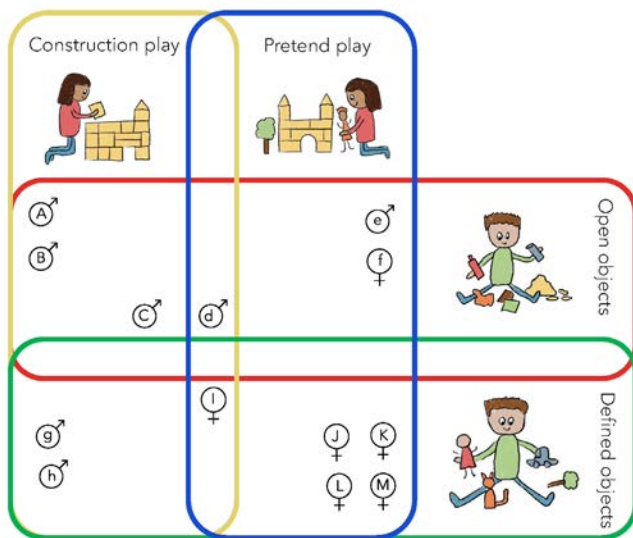 Construction play
Pretend play
Open objects
A
B
C
d
e
f
Defined objects
g
h
I
J
K
L
M